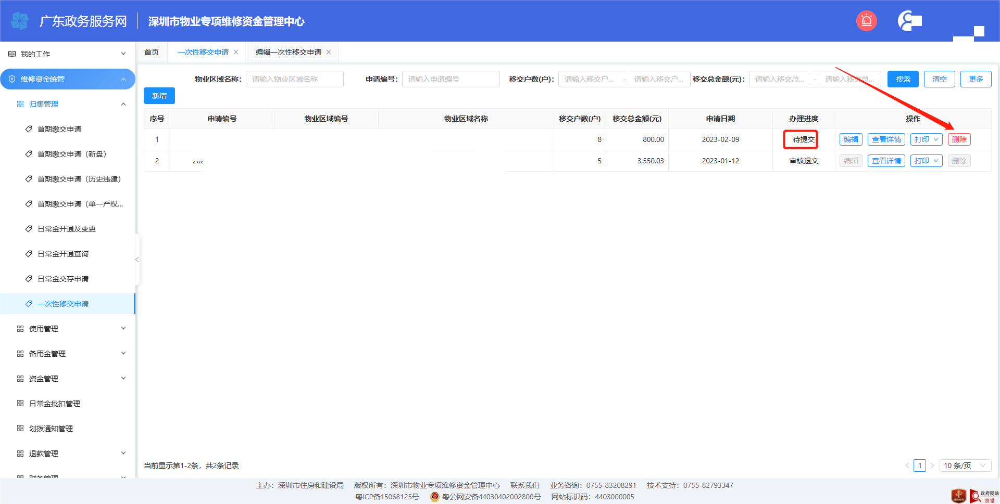 广东政务服务网 深圳市物业专项维修资金管理中心
我的工作
维修资金统管
归集管理
首期缴交申请
首期缴交申请（新盘）
首期缴交申请（历史违建）
首期缴交申请（单一产权...
日常金开通及变更
日常金开通查询
日常金交存申请
一次性移交申请
使用管理
备用金管理
资金管理
日常金批扣管理
划拨通知管理
退款管理
财务管理
首页 一次性移交申请 编辑一次性移交申请
物业区域名称: 请输入物业区域名称 申请编号: 请输入申请编号 移交户数(户): 请输入移交户... - 请输入移交户... 移交总金额(元): 请输入移交总... - 请输入移交总... 搜索 清空 更多
新增
序号 申请编号 物业区域编号 物业区域名称 移交户数(户) 移交总金额(元) 申请日期 办理进度 操作
1 8 800.00 2023-02-09 待提交 编辑 查看详情 打印 删除
2 202 5 3,550.03 2023-01-12 审核退文 编辑 查看详情 打印 删除
当前显示第1-2条，共2条记录
1 10 条/页
主办：深圳市住房和建设局 版权所有：深圳市物业专项维修资金管理中心 联系我们 业务咨询：0755-83208291 技术支持：0755-82793347
粤ICP备15068125号 粤公网安备44030402002800号 网站标识码：4403000005
政府网站
找错